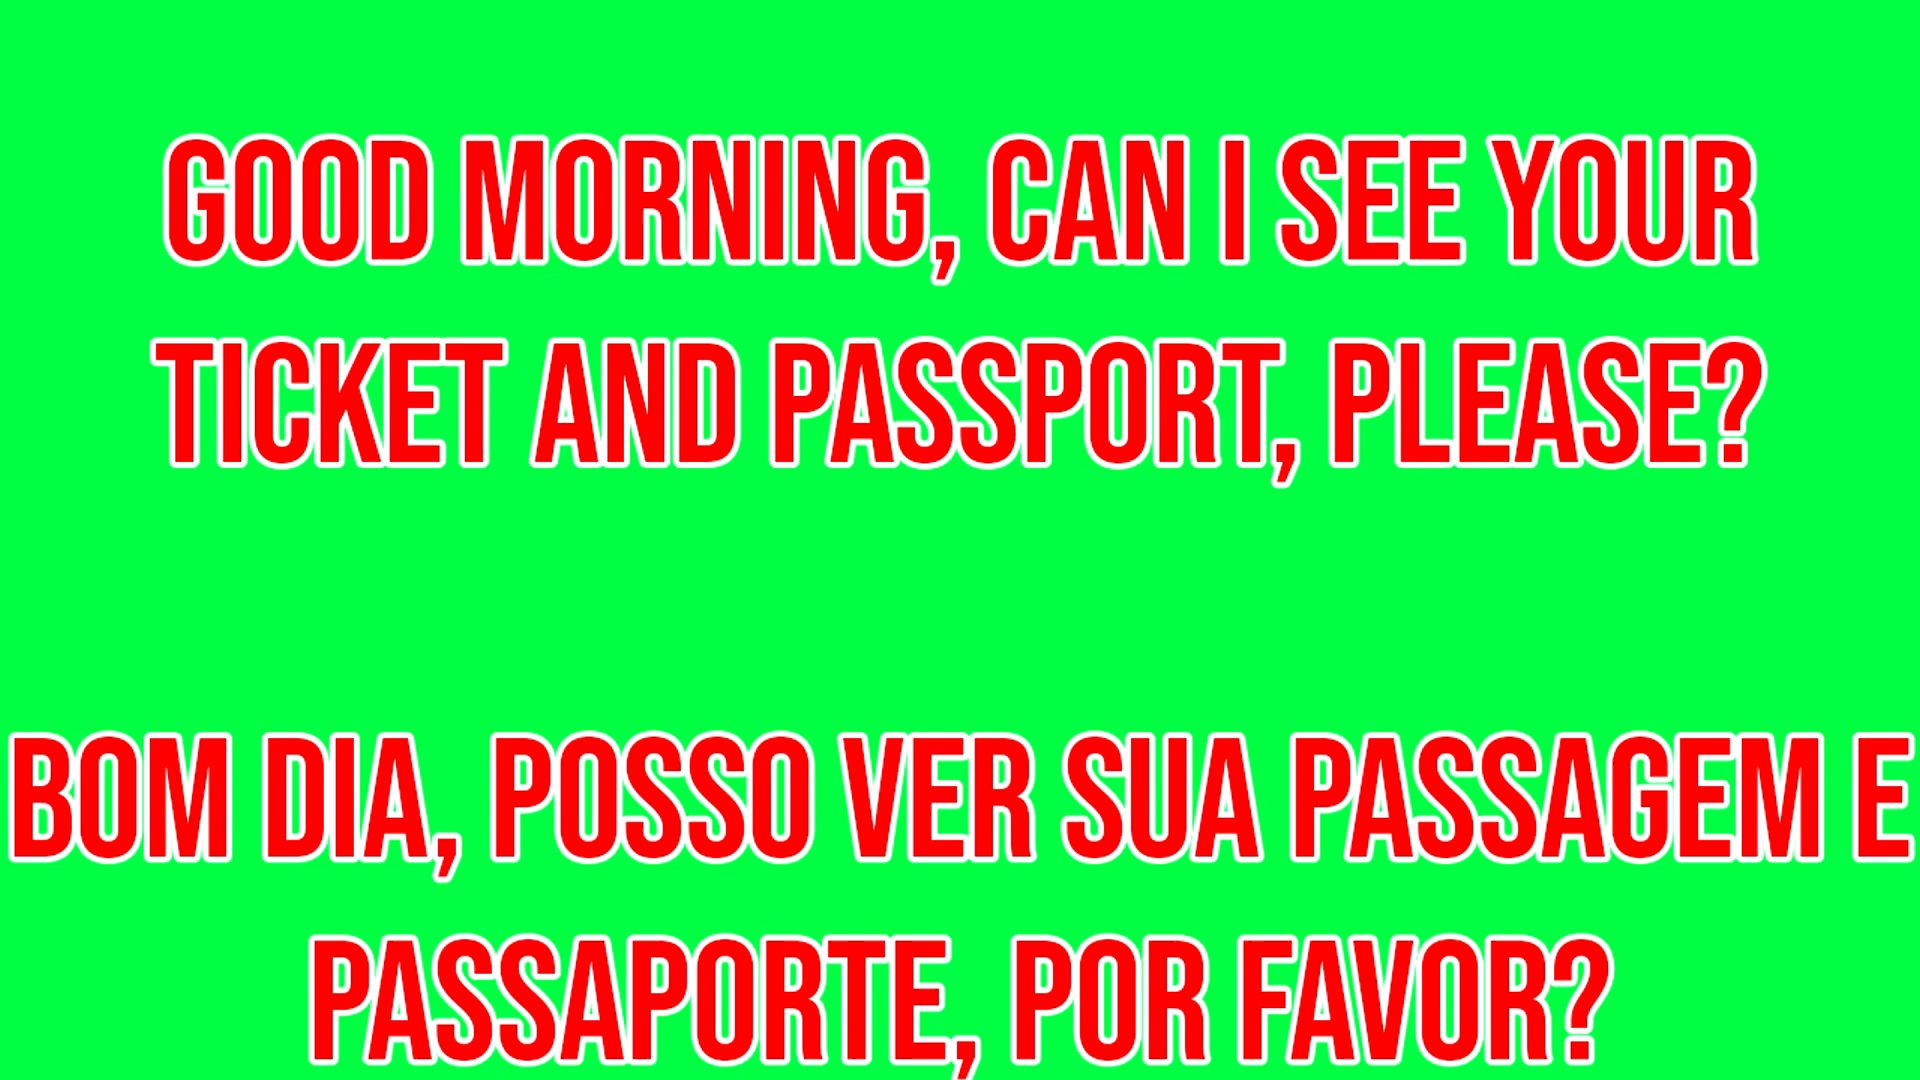 GOOD MORNING, CAN I SEE YOUR
TICKET AND PASSPORT, PLEASE?
BOM DIA, POSSO VER SUA PASSAGEM E
PASSAPORTE, POR FAVOR?